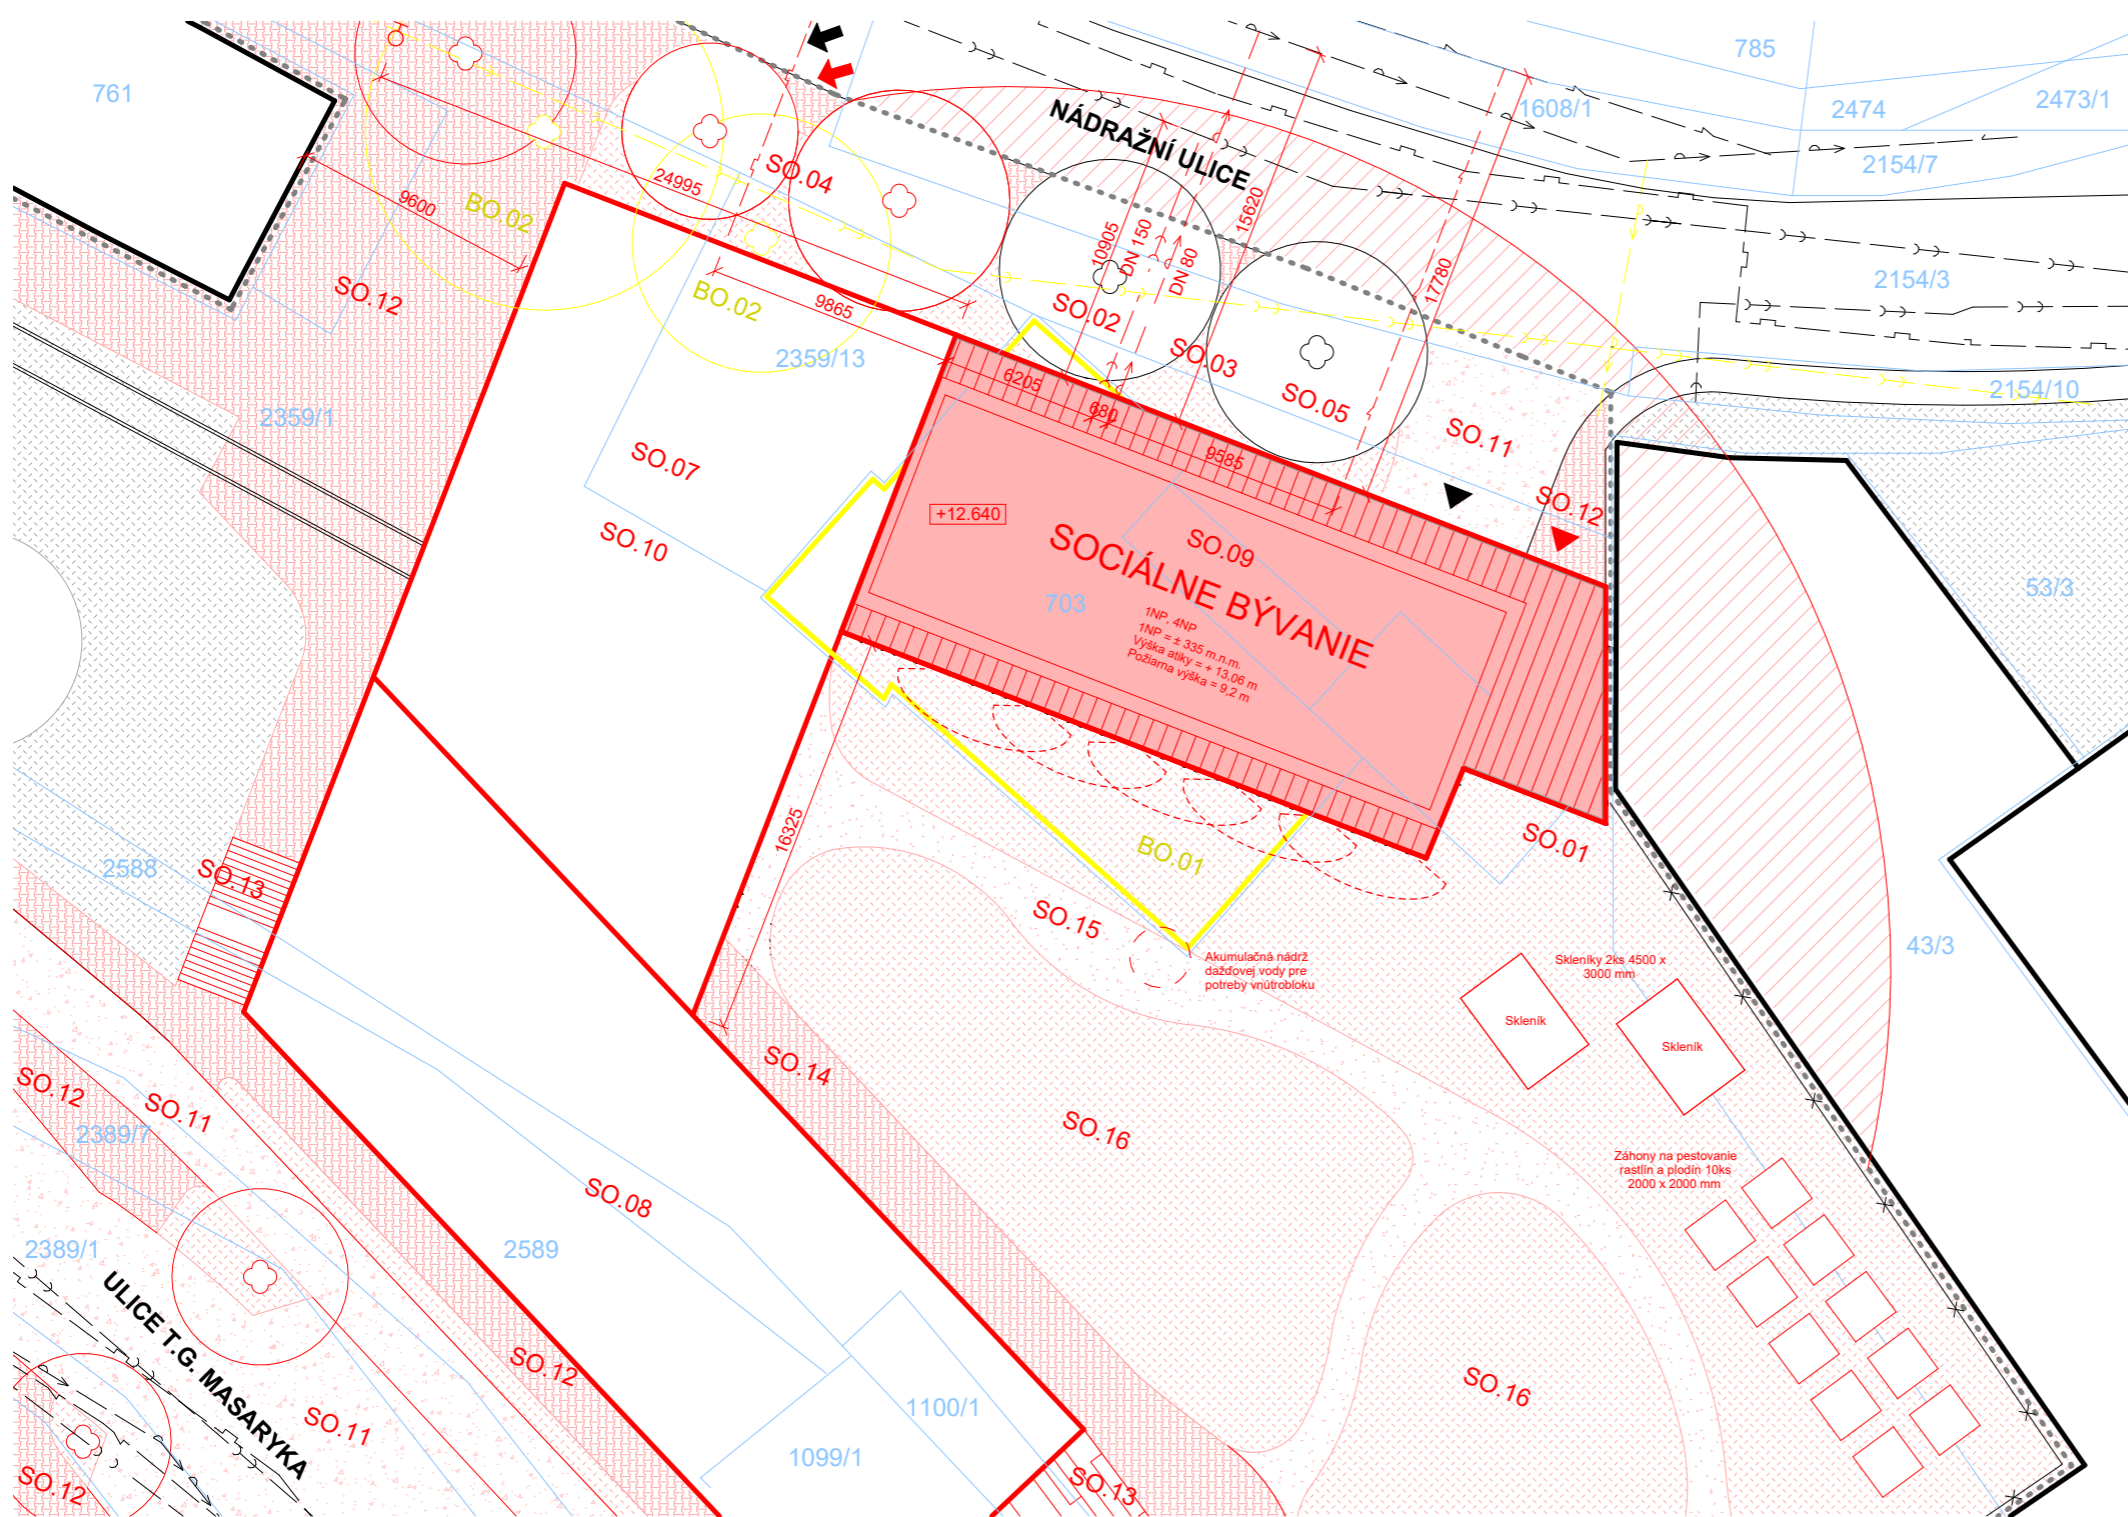 761
785
2474
2473/1
1608/1
2154/7
NÁDRAŽNÍ ULICE
SO.04
24995
9600
BO.02
SO.12
10905
DN 150
DN 80
15620
17780
2154/3
BO.02
9865
SO.02
SO.03
SO.05
SO.11
2154/10
2359/13
2359/1
6205
680
9585
SO.07
SO.10
+12.640
SO.09
SO.12
SOCIÁLNE BÝVANIE
703
1NP, 4NP
1NP = ± 335 m.n.m.
Výška atiky = + 13,06 m
Požiarna výška = 9,2 m
53/3
16325
BO.01
SO.01
2588
SO.13
SO.15
Akumulačná nádrž
dažďovej vody pre
potreby vnútrobloku
Skleníky 2ks 4500 x
3000 mm
43/3
Skleník
Skleník
SO.14
SO.12
SO.11
2389/7
SO.16
Záhony na pestovanie
rastlín a plodín 10ks
2000 x 2000 mm
SO.08
2589
2389/1
ULICE T.G. MASARYKA
SO.12
SO.11
1100/1
1099/1
SO.16
SO.12
SO.13